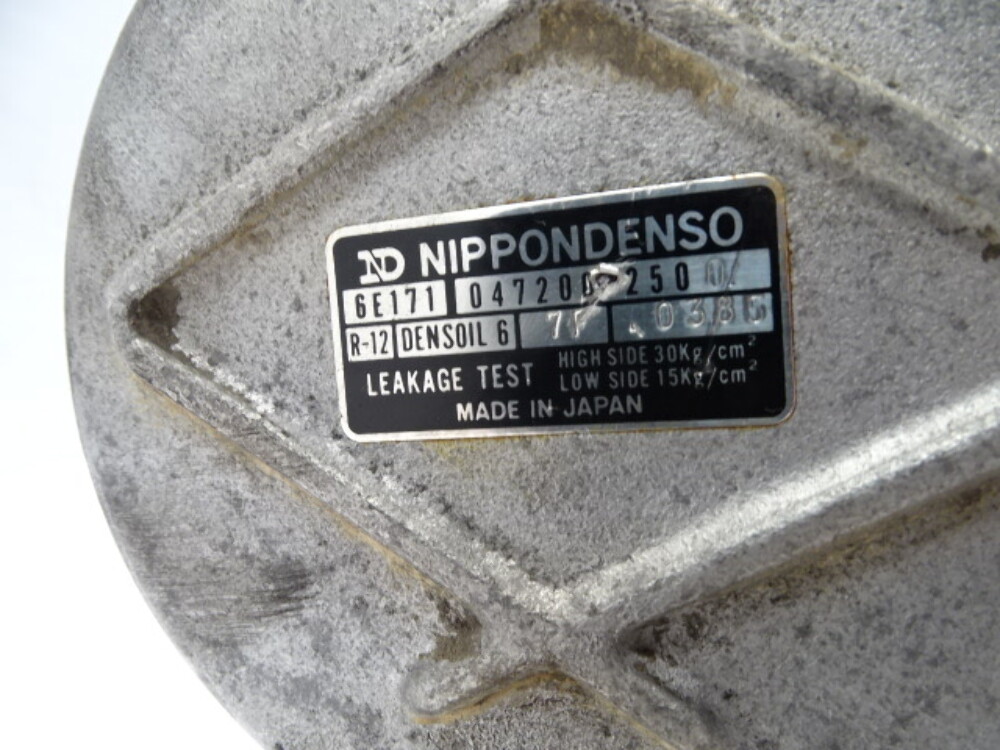 ND NIPPONDENSO
6E171 250
R-12 DENSOIL 6
HIGH SIDE 30Kg/cm²
LEAKAGE TEST LOW SIDE 15Kg/cm²
MADE IN JAPAN